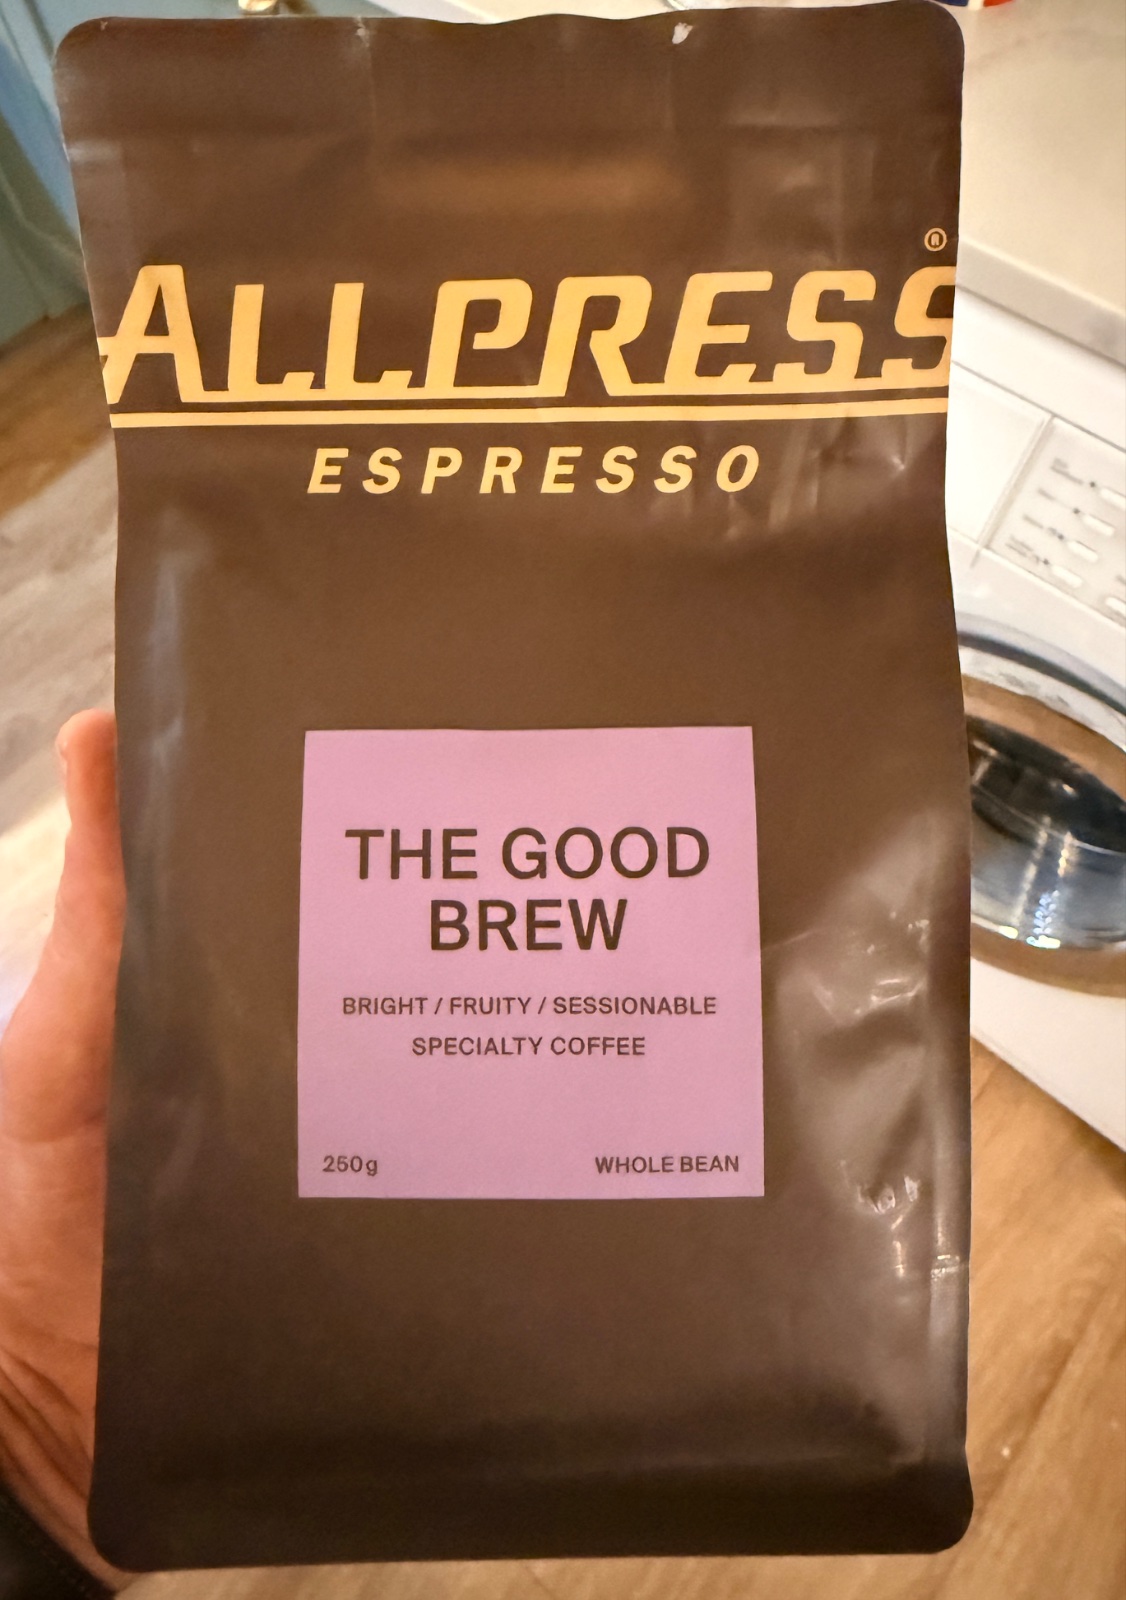 ALLPRESS®
ESPRESSO
THE GOOD
BREW
BRIGHT / FRUITY / SESSIONABLE
SPECIALTY COFFEE
250g WHOLE BEAN